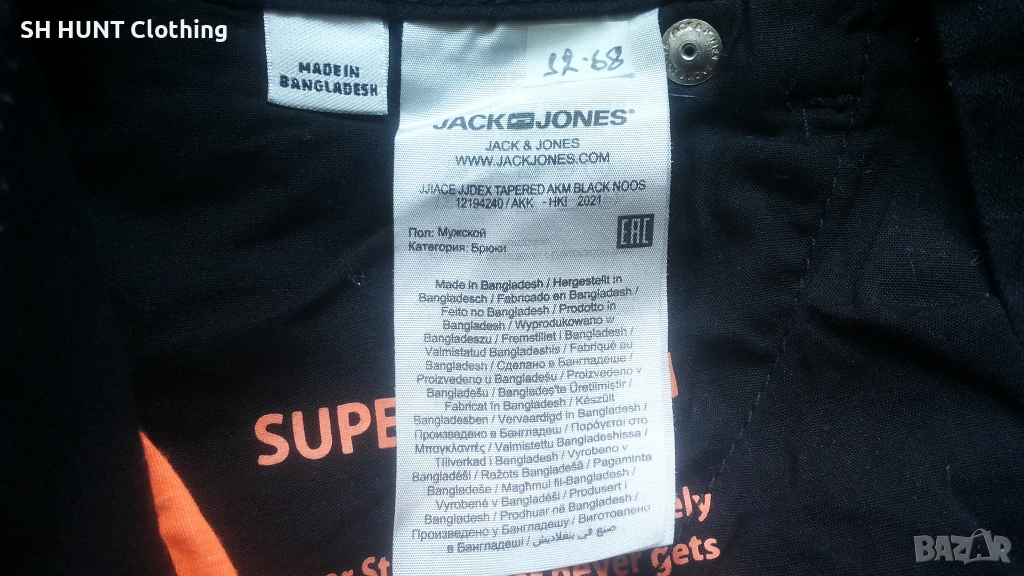 SH HUNT Clothing
MADE IN
BANGLADESH
12-68
JACK JONES®
JACK & JONES
WWW.JACKJONES.COM
JJIACE JJDEX TAPERED AKM BLACK NOOS
12194240 / AKK - HKI 2021
Пол: Мужской
Категория: Брюки
EAC
Made in Bangladesh / Hergestellt in
Bangladesch / Fabricado en Bangladesh /
Feito no Bangladesh / Prodotto in
Bangladesh / Wyprodukowano w
Bangladeszu / Fremstillet i Bangladesh /
Valmistatud Bangladeshis / Fabriqué au
Bangladesh / Сделано в Бангладеше /
Proizvedeno u Bangladešu / Proizvedeno v
Bangladešu / Bangladeş'te Üretilmiştir /
Fabricat în Bangladesh / Készült
Bangladesben / Vervaardigd in Bangladesh /
Произведено в Бангладеш / Παράγεται στο
Μπαγκλαντές / Valmistettu Bangladeshissa /
Tillverkad i Bangladesh / Vyrobeno v
Bangladéši / Ražots Bangladešā / Pagaminta
Bangladeše / Magħmul fil-Bangladesh /
Vyrobené v Bangladéši / Produsert i
Bangladesh / Prodhuar në Bangladesh /
Произведено у Бангладешу / Виготовлено
в Бангладеші / صنع في بنغلاديش
SUPE
ely
er St
never gets
BAZAR